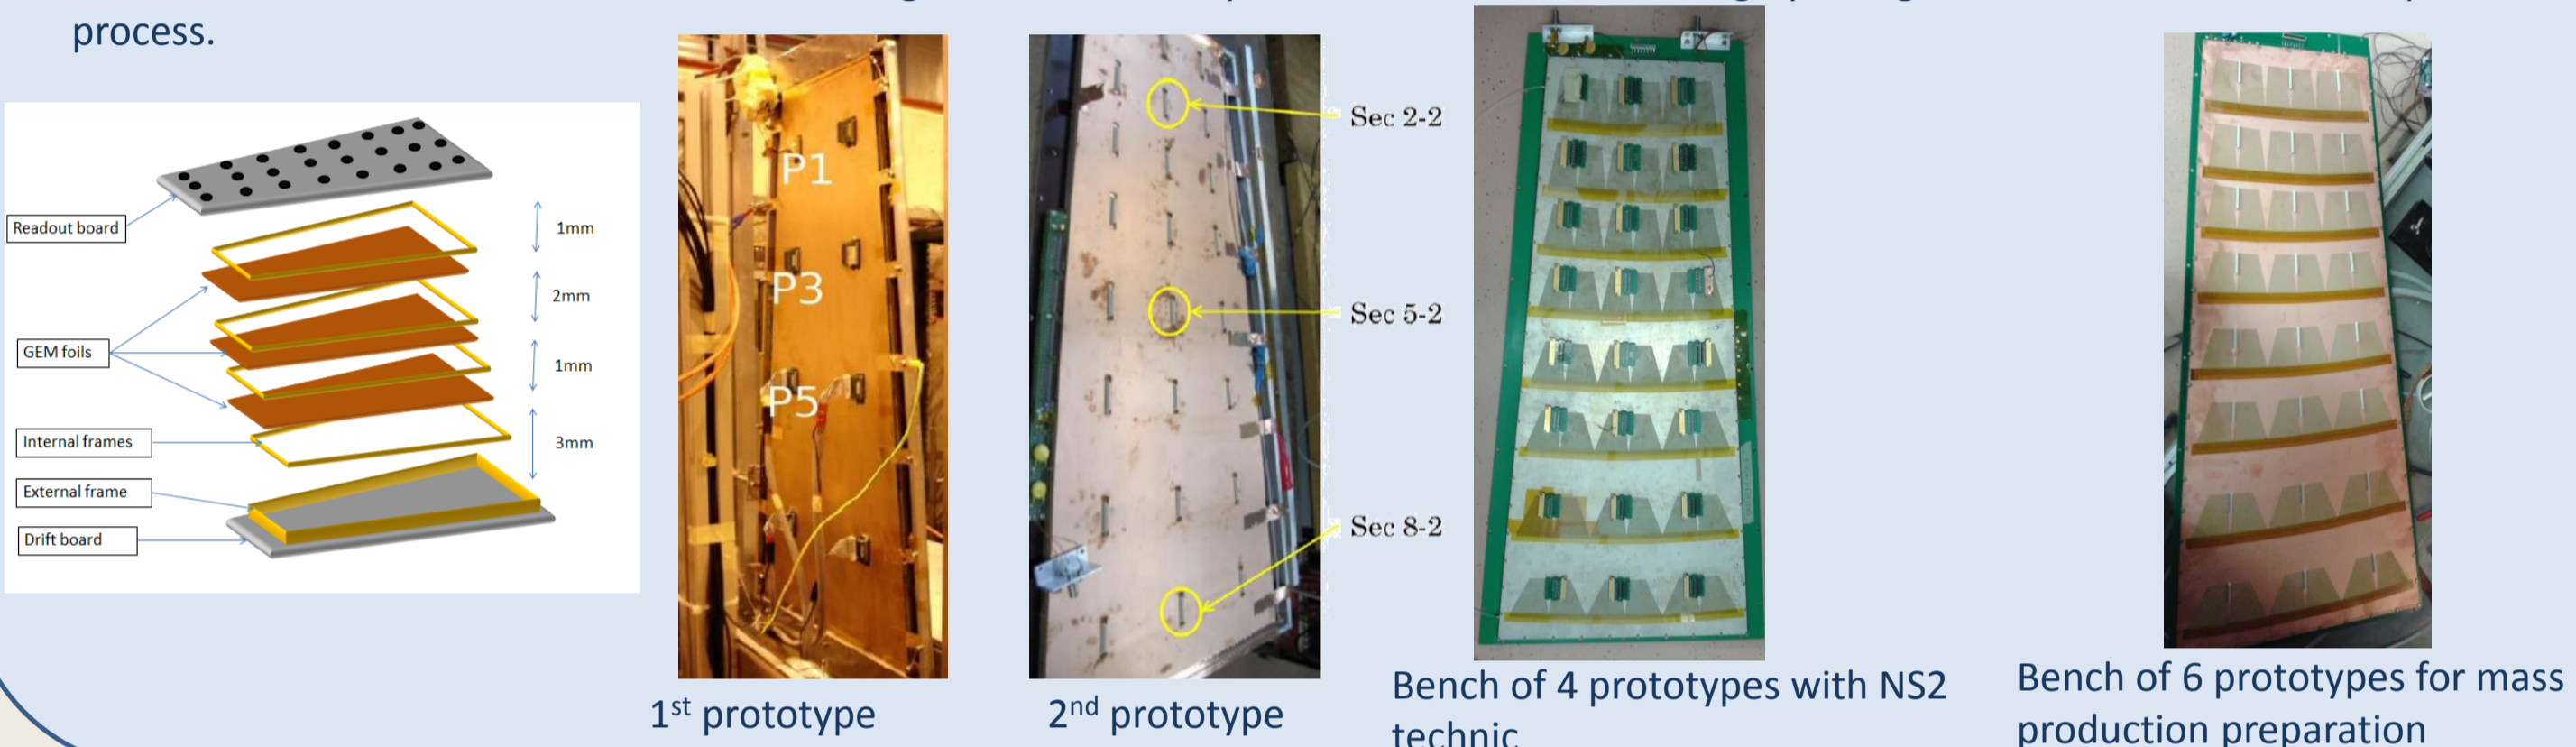 process.
Readout board
GEM foils
Internal frames
External frame
Drift board
1mm
2mm
1mm
3mm
P1
P3
P5
Sec 2-2
Sec 5-2
Sec 8-2
1st prototype
2nd prototype
Bench of 4 prototypes with NS2
technic
Bench of 6 prototypes for mass
production preparation